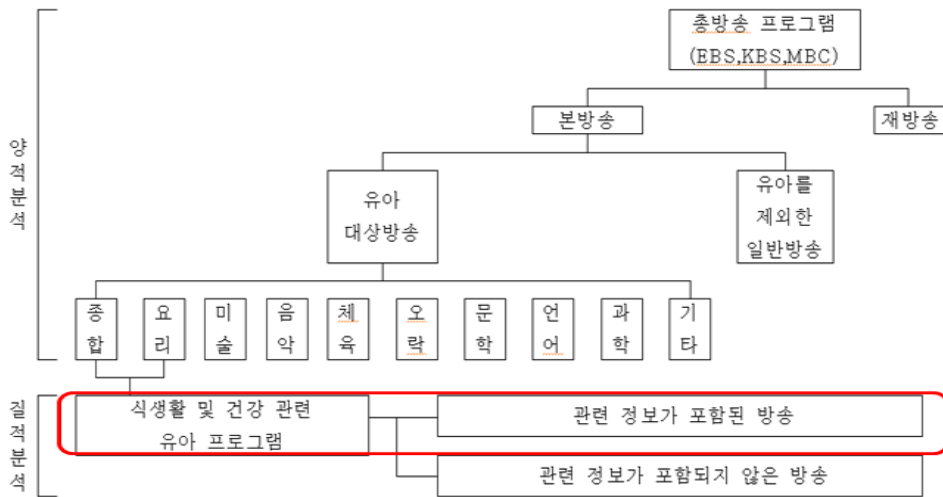 총방송 프로그램
(EBS,KBS,MBC)
본방송
재방송
양적분석
유아
대상방송
유아를
제외한
일반방송
종합
요리
미술
음악
체육
오락
문학
언어
과학
기타
질적분석
식생활 및 건강 관련
유아 프로그램
관련 정보가 포함된 방송
관련 정보가 포함되지 않은 방송